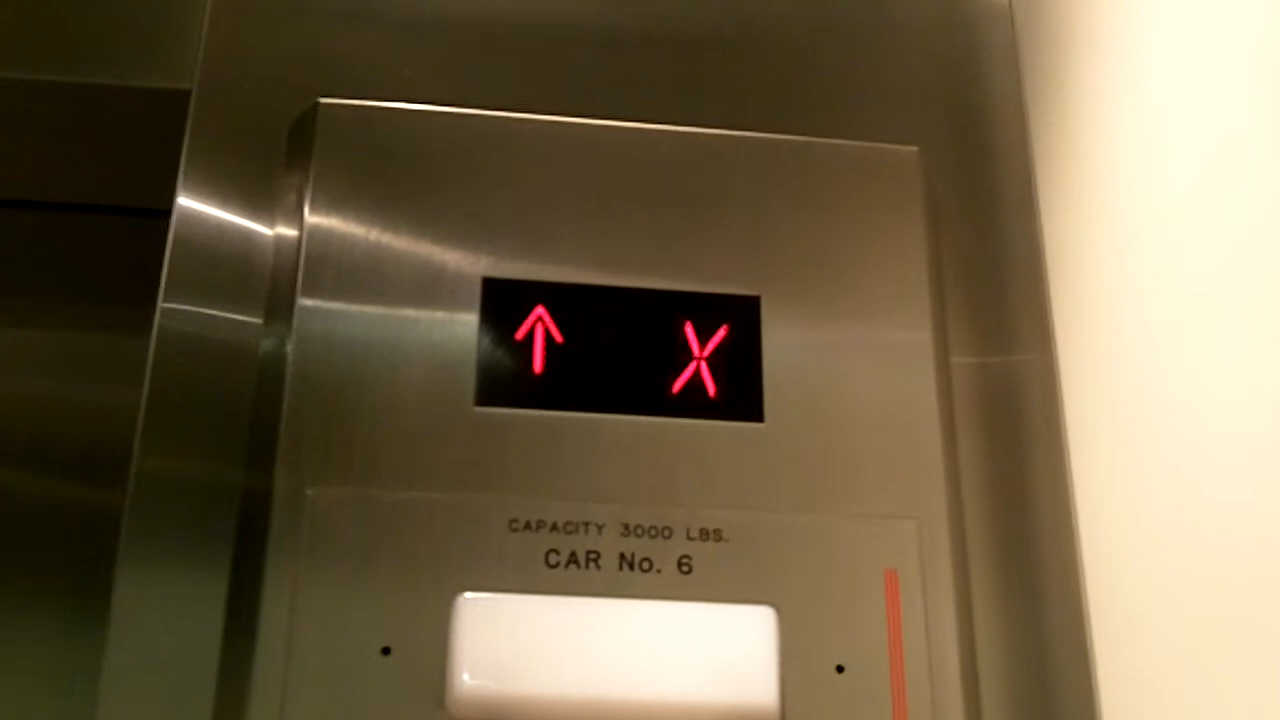 ↑ X
CAPACITY 3000 LBS.
CAR No. 6